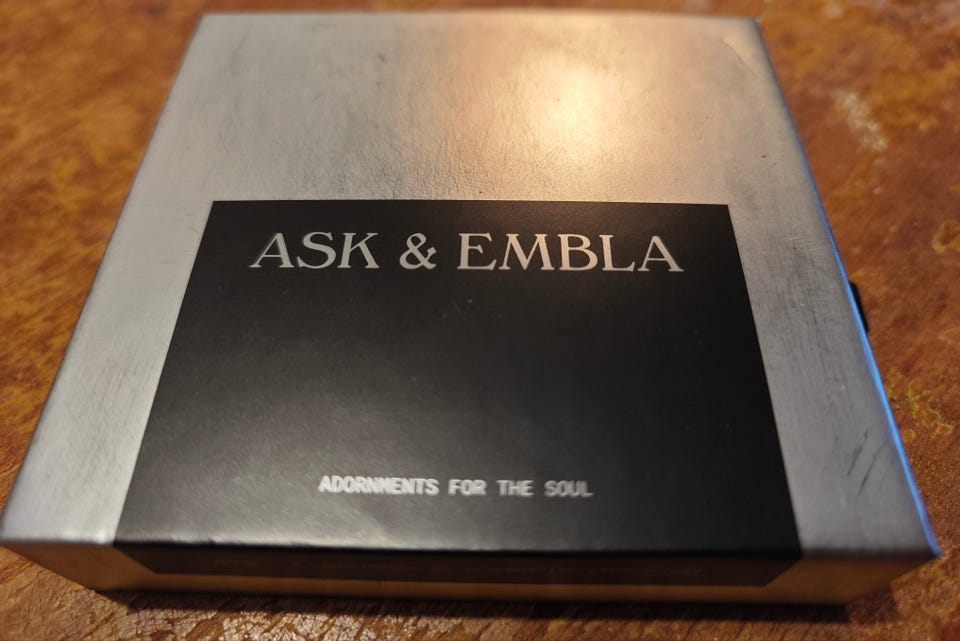 ASK & EMBLA
ADORNMENTS FOR THE SOUL